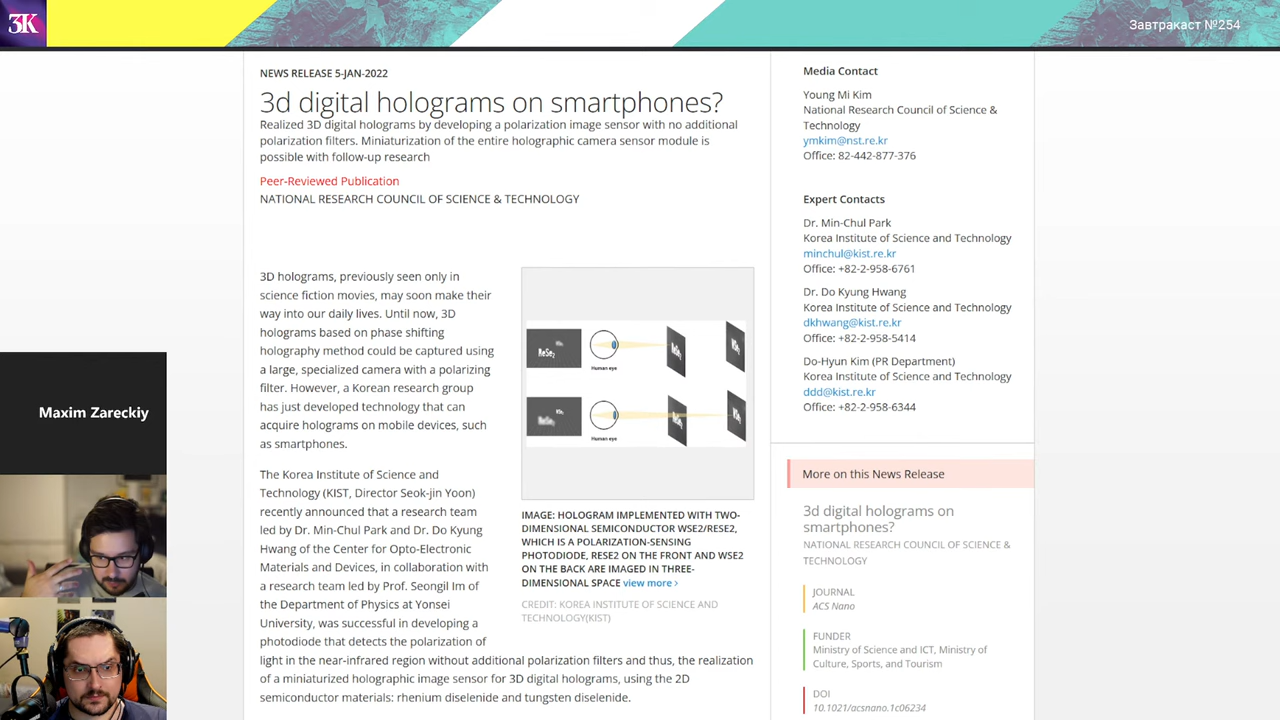 3K
Завтракаст №254
NEWS RELEASE 5-JAN-2022
3d digital holograms on smartphones?
Realized 3D digital holograms by developing a polarization image sensor with no additional
polarization filters. Miniaturization of the entire holographic camera sensor module is
possible with follow-up research
Peer-Reviewed Publication
NATIONAL RESEARCH COUNCIL OF SCIENCE & TECHNOLOGY
3D holograms, previously seen only in
science fiction movies, may soon make their
way into our daily lives. Until now, 3D
holograms based on phase shifting
holography method could be captured using
a large, specialized camera with a polarizing
filter. However, a Korean research group
has just developed technology that can
acquire holograms on mobile devices, such
as smartphones.
The Korea Institute of Science and
Technology (KIST, Director Seok-jin Yoon)
recently announced that a research team
led by Dr. Min-Chul Park and Dr. Do Kyung
Hwang of the Center for Opto-Electronic
Materials and Devices, in collaboration with
a research team led by Prof. Seongil Im of
the Department of Physics at Yonsei
University, was successful in developing a
photodiode that detects the polarization of
light in the near-infrared region without additional polarization filters and thus, the realization
of a miniaturized holographic image sensor for 3D digital holograms, using the 2D
semiconductor materials: rhenium diselenide and tungsten diselenide.
ReSe₂
Human eye
ReSe₂
WSe₂
Human eye
IMAGE: HOLOGRAM IMPLEMENTED WITH TWO-
DIMENSIONAL SEMICONDUCTOR WSE2/RESE2,
WHICH IS A POLARIZATION-SENSING
PHOTODIODE, RESE2 ON THE FRONT AND WSE2
ON THE BACK ARE IMAGED IN THREE-
DIMENSIONAL SPACE view more >
CREDIT: KOREA INSTITUTE OF SCIENCE AND
TECHNOLOGY(KIST)
Media Contact
Young Mi Kim
National Research Council of Science &
Technology
ymkim@nst.re.kr
Office: 82-442-877-376
Expert Contacts
Dr. Min-Chul Park
Korea Institute of Science and Technology
minchul@kist.re.kr
Office: +82-2-958-6761
Dr. Do Kyung Hwang
Korea Institute of Science and Technology
dkhwang@kist.re.kr
Office: +82-2-958-5414
Do-Hyun Kim (PR Department)
Korea Institute of Science and Technology
ddd@kist.re.kr
Office: +82-2-958-6344
More on this News Release
3d digital holograms on
smartphones?
NATIONAL RESEARCH COUNCIL OF SCIENCE &
TECHNOLOGY
JOURNAL
ACS Nano
FUNDER
Ministry of Science and ICT, Ministry of
Culture, Sports, and Tourism
DOI
10.1021/acsnano.1c06234
Maxim Zareckiy